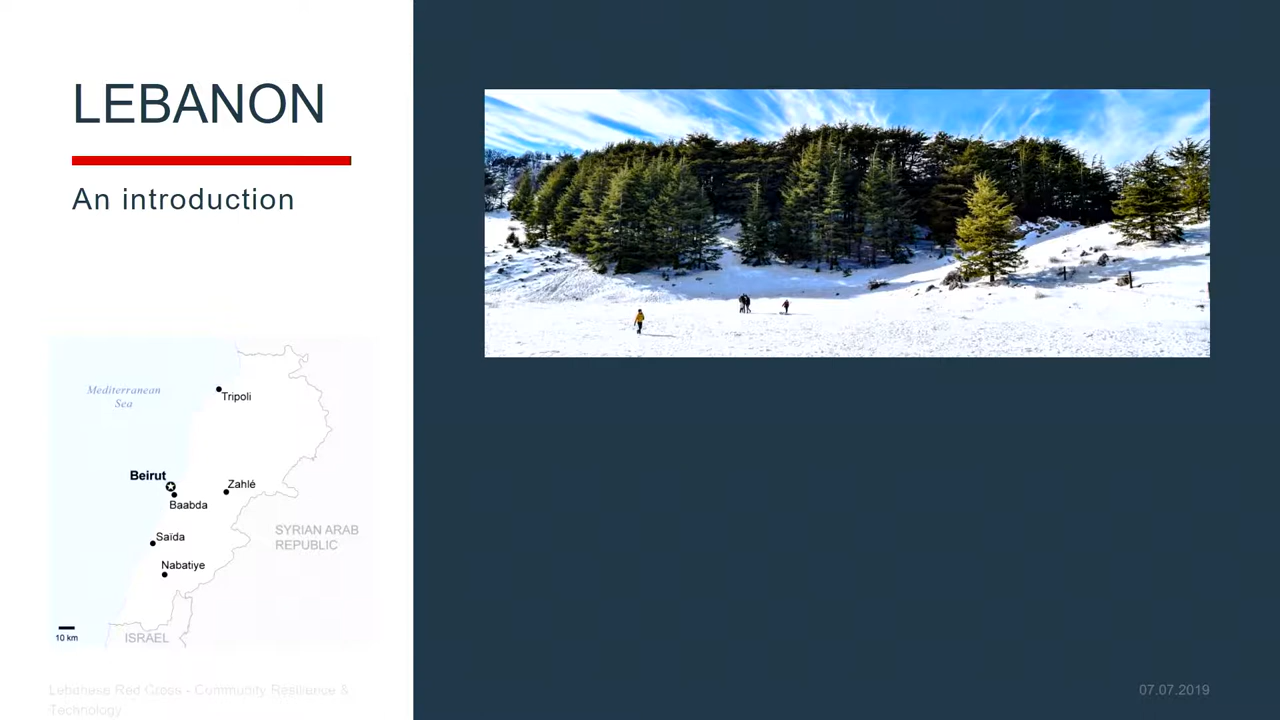 LEBANON
An introduction
Mediterranean
Sea
Tripoli
Beirut
Zahlé
Baabda
SYRIAN ARAB
REPUBLIC
Saïda
Nabatiye
10 km
ISRAEL
Lebanese Red Cross - Community Resilience &
Technology
07.07.2019